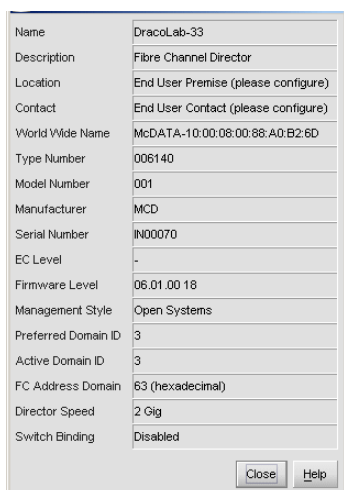 Name DracoLab-33
Description Fibre Channel Director
Location End User Premise (please configure)
Contact End User Contact (please configure)
World Wide Name McDATA-10:00:08:00:88:A0:B2:6D
Type Number 006140
Model Number 001
Manufacturer MCD
Serial Number IN00070
EC Level -
Firmware Level 06.01.00 18
Management Style Open Systems
Preferred Domain ID 3
Active Domain ID 3
FC Address Domain 63 (hexadecimal)
Director Speed 2 Gig
Switch Binding Disabled
Close Help